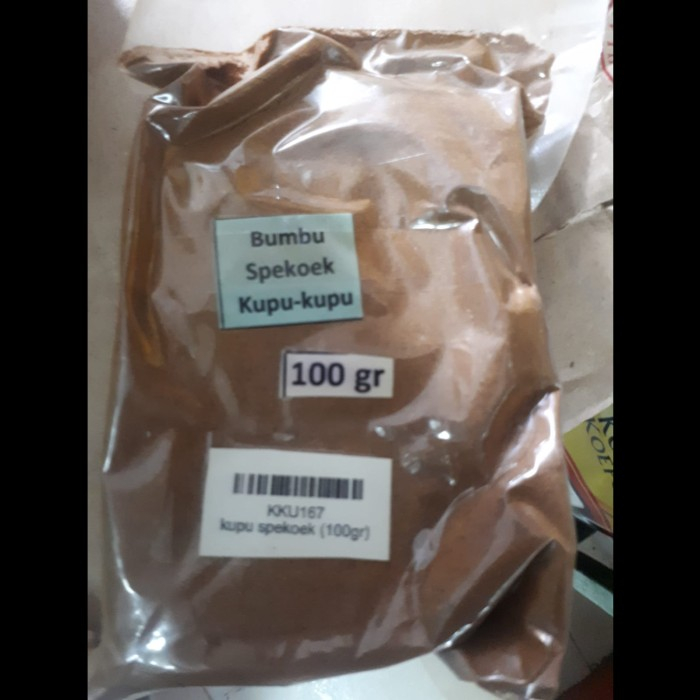 Bumbu
Spekoek
Kupu-kupu
100 gr
KKU167
kupu spekoek (100gr)